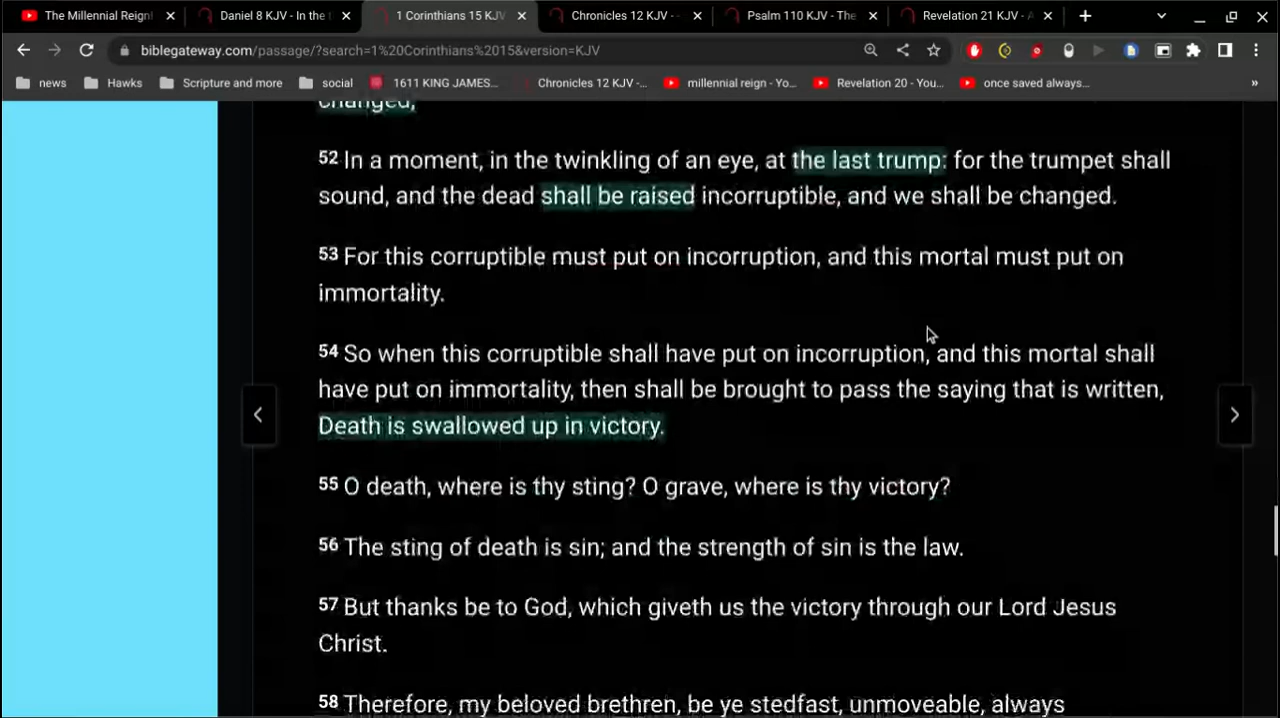 The Millennial Reign
Daniel 8 KJV - In the t
1 Corinthians 15 KJV
Chronicles 12 KJV -
Psalm 110 KJV - The
Revelation 21 KJV - A
biblegateway.com/passage/?search=1%20Corinthians%2015&version=KJV
news
Hawks
Scripture and more
social
1611 KING JAMES...
Chronicles 12 KJV -...
millennial reign - Yo...
Revelation 20 - You...
once saved always...
»
changed,
52 In a moment, in the twinkling of an eye, at the last trump: for the trumpet shall
sound, and the dead shall be raised incorruptible, and we shall be changed.
53 For this corruptible must put on incorruption, and this mortal must put on
immortality.
54 So when this corruptible shall have put on incorruption, and this mortal shall
have put on immortality, then shall be brought to pass the saying that is written,
Death is swallowed up in victory.
55 O death, where is thy sting? O grave, where is thy victory?
56 The sting of death is sin; and the strength of sin is the law.
57 But thanks be to God, which giveth us the victory through our Lord Jesus
Christ.
58 Therefore, my beloved brethren, be ye stedfast, unmoveable, always